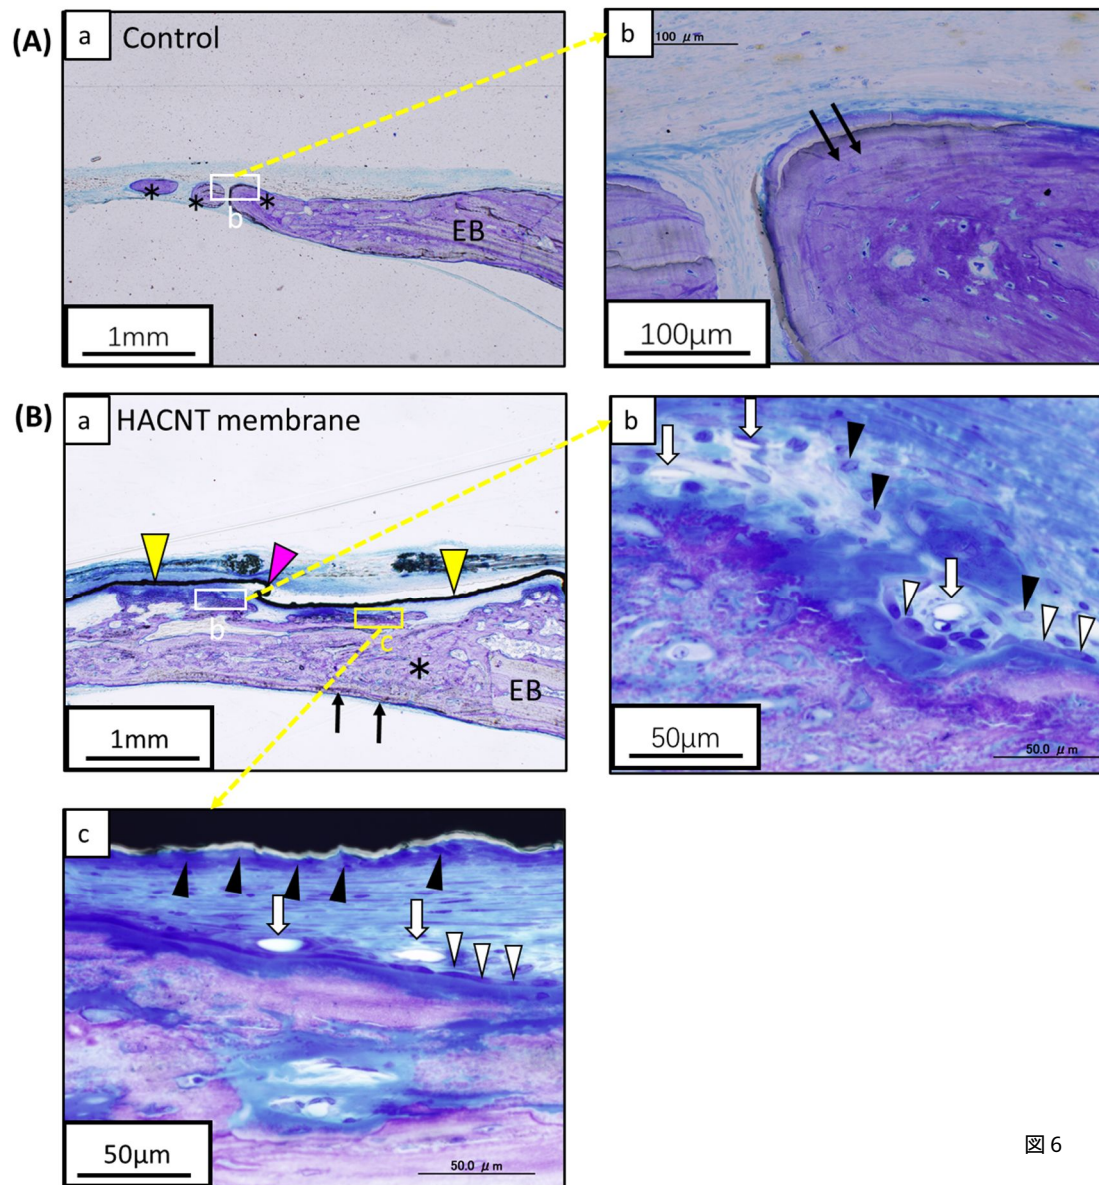 (A)
a Control
b
EB
1mm
b
100 μm
100μm
(B)
a HACNT membrane
b
c
EB
1mm
b
50μm
50.0 μm
c
50μm
50.0 μm
図 6